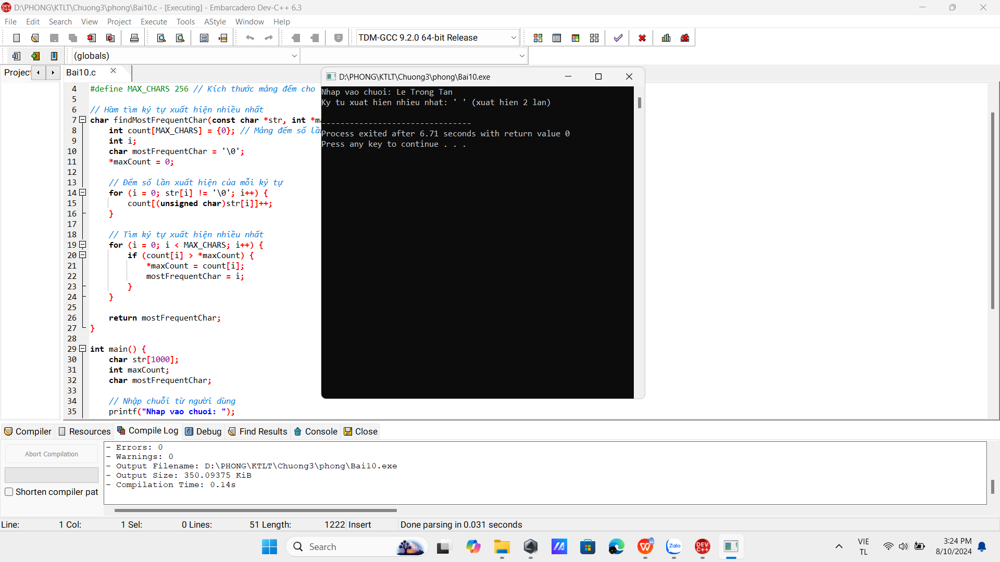 D:\PHONG\KTLT\Chuong3\phong\Bai10.c - [Executing] - Embarcadero Dev-C++ 6.3
File Edit Search View Project Execute Tools AStyle Window Help
TDM-GCC 9.2.0 64-bit Release
(globals)
Projec
Bai10.c
4 #define MAX_CHARS 256 // Kích thước mảng đếm cho
5
6 // Hàm tìm ký tự xuất hiện nhiều nhất
7 char findMostFrequentChar(const char *str, int *m
8 int count[MAX_CHARS] = {0}; // Mảng đếm số lầ
9 int i;
10 char mostFrequentChar = '\0';
11 *maxCount = 0;
12
13 // Đếm số lần xuất hiện của mỗi ký tự
14 for (i = 0; str[i] != '\0'; i++) {
15 count[(unsigned char)str[i]]++;
16 }
17
18 // Tìm ký tự xuất hiện nhiều nhất
19 for (i = 0; i < MAX_CHARS; i++) {
20 if (count[i] > *maxCount) {
21 *maxCount = count[i];
22 mostFrequentChar = i;
23 }
24 }
25
26 return mostFrequentChar;
27 }
28
29 int main() {
30 char str[1000];
31 int maxCount;
32 char mostFrequentChar;
33
34 // Nhập chuỗi từ người dùng
35 printf("Nhap vao chuoi: ");
D:\PHONG\KTLT\Chuong3\phong\Bai10.exe
Nhap vao chuoi: Le Trong Tan
Ky tu xuat hien nhieu nhat: ' ' (xuat hien 2 lan)
--------------------------------
Process exited after 6.71 seconds with return value 0
Press any key to continue . . .
Compiler Resources Compile Log Debug Find Results Console Close
Abort Compilation
Shorten compiler pat
- Errors: 0
- Warnings: 0
- Output Filename: D:\PHONG\KTLT\Chuong3\phong\Bai10.exe
- Output Size: 350.09375 KiB
- Compilation Time: 0.14s
Line: 1 Col: 1 Sel: 0 Lines: 51 Length: 1222 Insert Done parsing in 0.031 seconds
Search
Zalo
DEV C++
VIE
TL
3:24 PM
8/10/2024